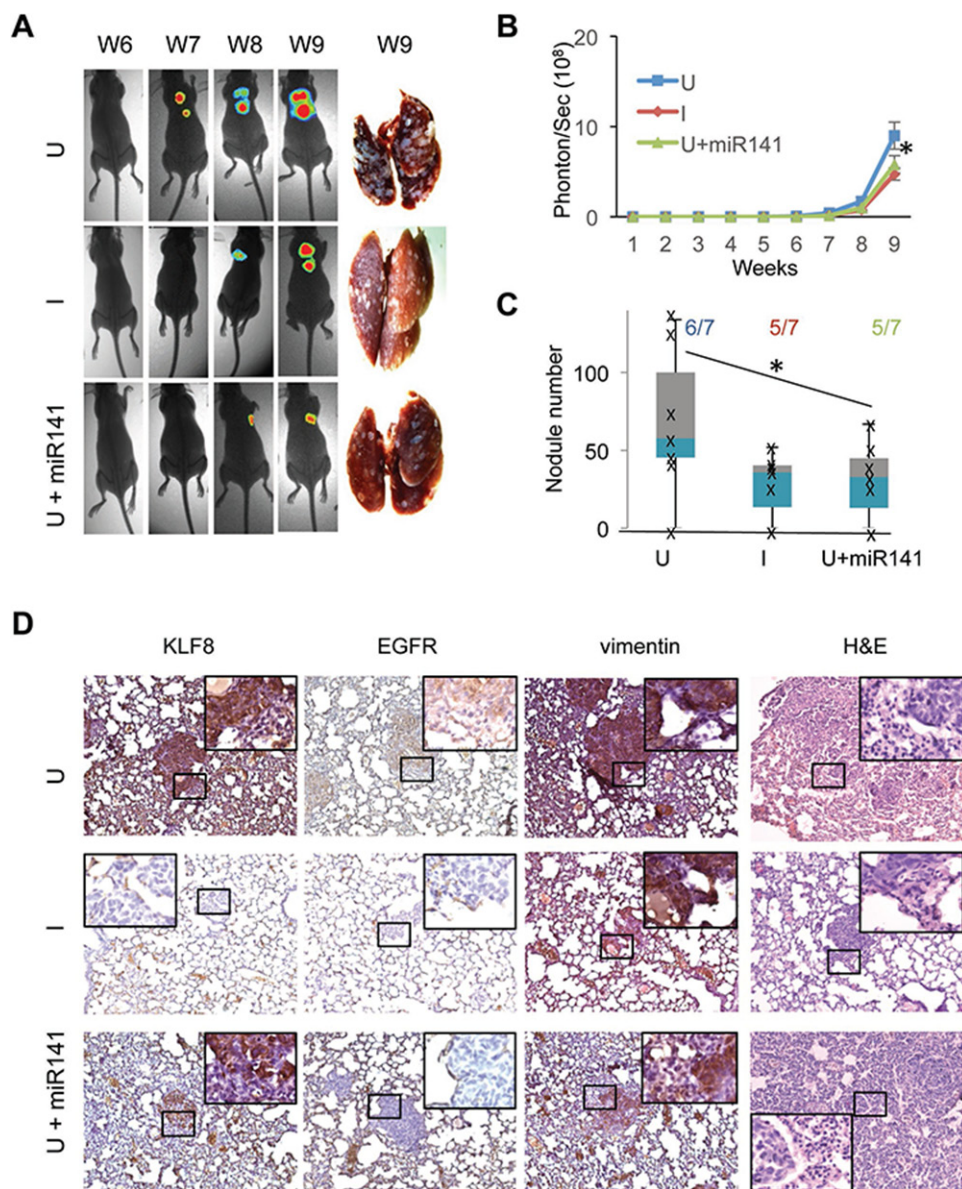 A
W6 W7 W8 W9 W9
U
I
U + miR141
B
Phonton/Sec (10⁸)
20
10
0
U
I
U+miR141
*
1 2 3 4 5 6 7 8 9
Weeks
C
Nodule number
100
50
0
6/7 5/7 5/7
*
U I U+miR141
D
KLF8 EGFR vimentin H&E
U
I
U + miR141